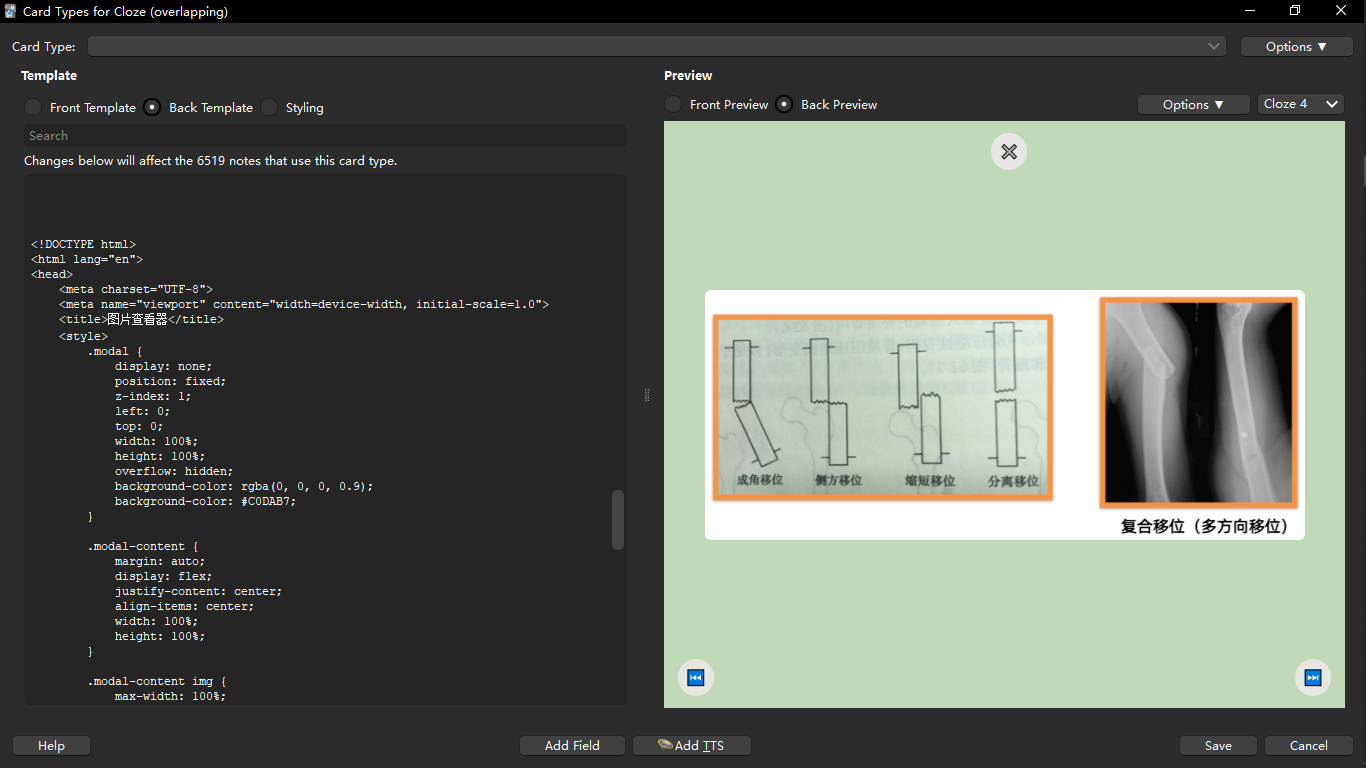 Card Types for Cloze (overlapping)
Card Type:
Options ▼
Template
Front Template
Back Template
Styling
Search
Changes below will affect the 6519 notes that use this card type.
<!DOCTYPE html>
<html lang="en">
<head>
<meta charset="UTF-8">
<meta name="viewport" content="width=device-width, initial-scale=1.0">
<title>图片查看器</title>
<style>
.modal {
display: none;
position: fixed;
z-index: 1;
left: 0;
top: 0;
width: 100%;
height: 100%;
overflow: hidden;
background-color: rgba(0, 0, 0, 0.9);
background-color: #C0DAB7;
}
.modal-content {
margin: auto;
display: flex;
justify-content: center;
align-items: center;
width: 100%;
height: 100%;
}
.modal-content img {
max-width: 100%;
Preview
Front Preview
Back Preview
Options ▼
Cloze 4
成角移位
侧方移位
缩短移位
分离移位
复合移位（多方向移位）
Help
Add Field
Add TTS
Save
Cancel